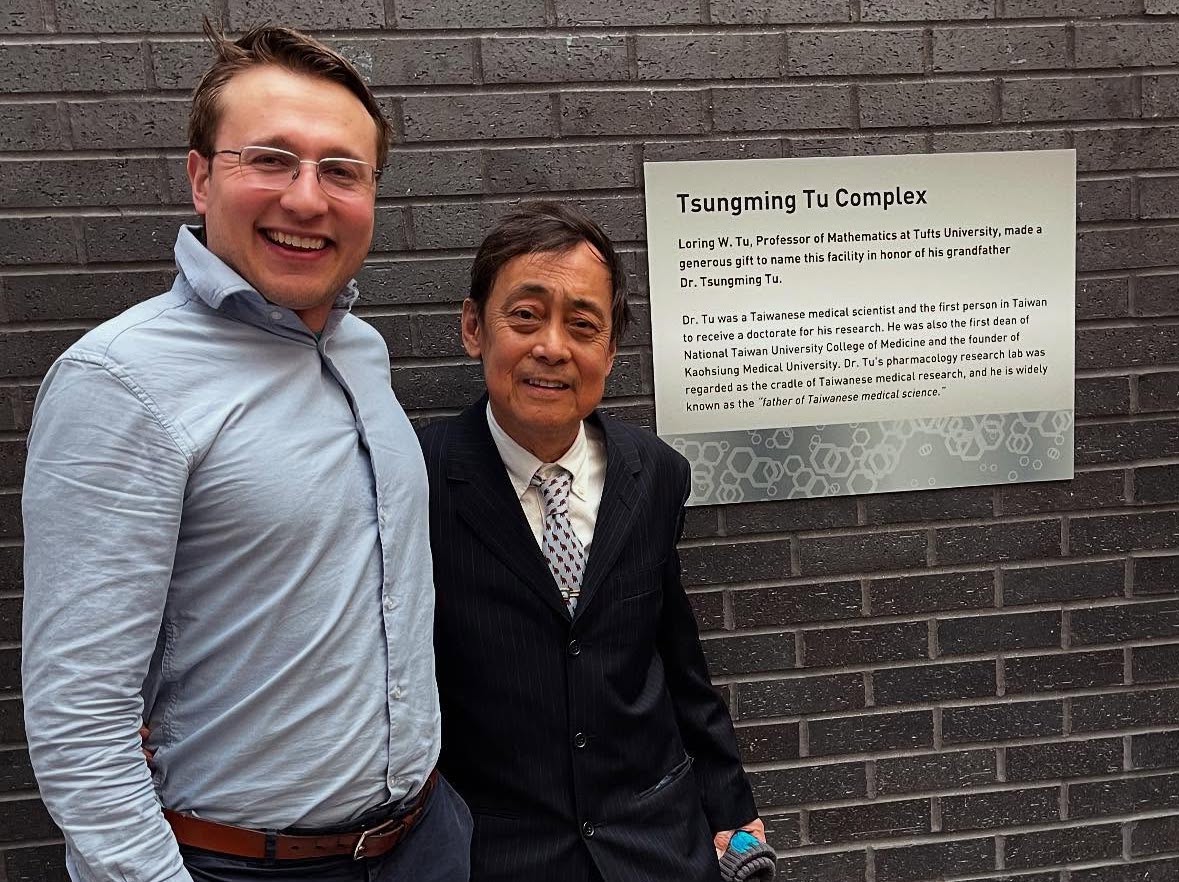 Tsungming Tu Complex
Loring W. Tu, Professor of Mathematics at Tufts University, made a
generous gift to name this facility in honor of his grandfather
Dr. Tsungming Tu.
Dr. Tu was a Taiwanese medical scientist and the first person in Taiwan
to receive a doctorate for his research. He was also the first dean of
National Taiwan University College of Medicine and the founder of
Kaohsiung Medical University. Dr. Tu's pharmacology research lab was
regarded as the cradle of Taiwanese medical research, and he is widely
known as the "father of Taiwanese medical science."